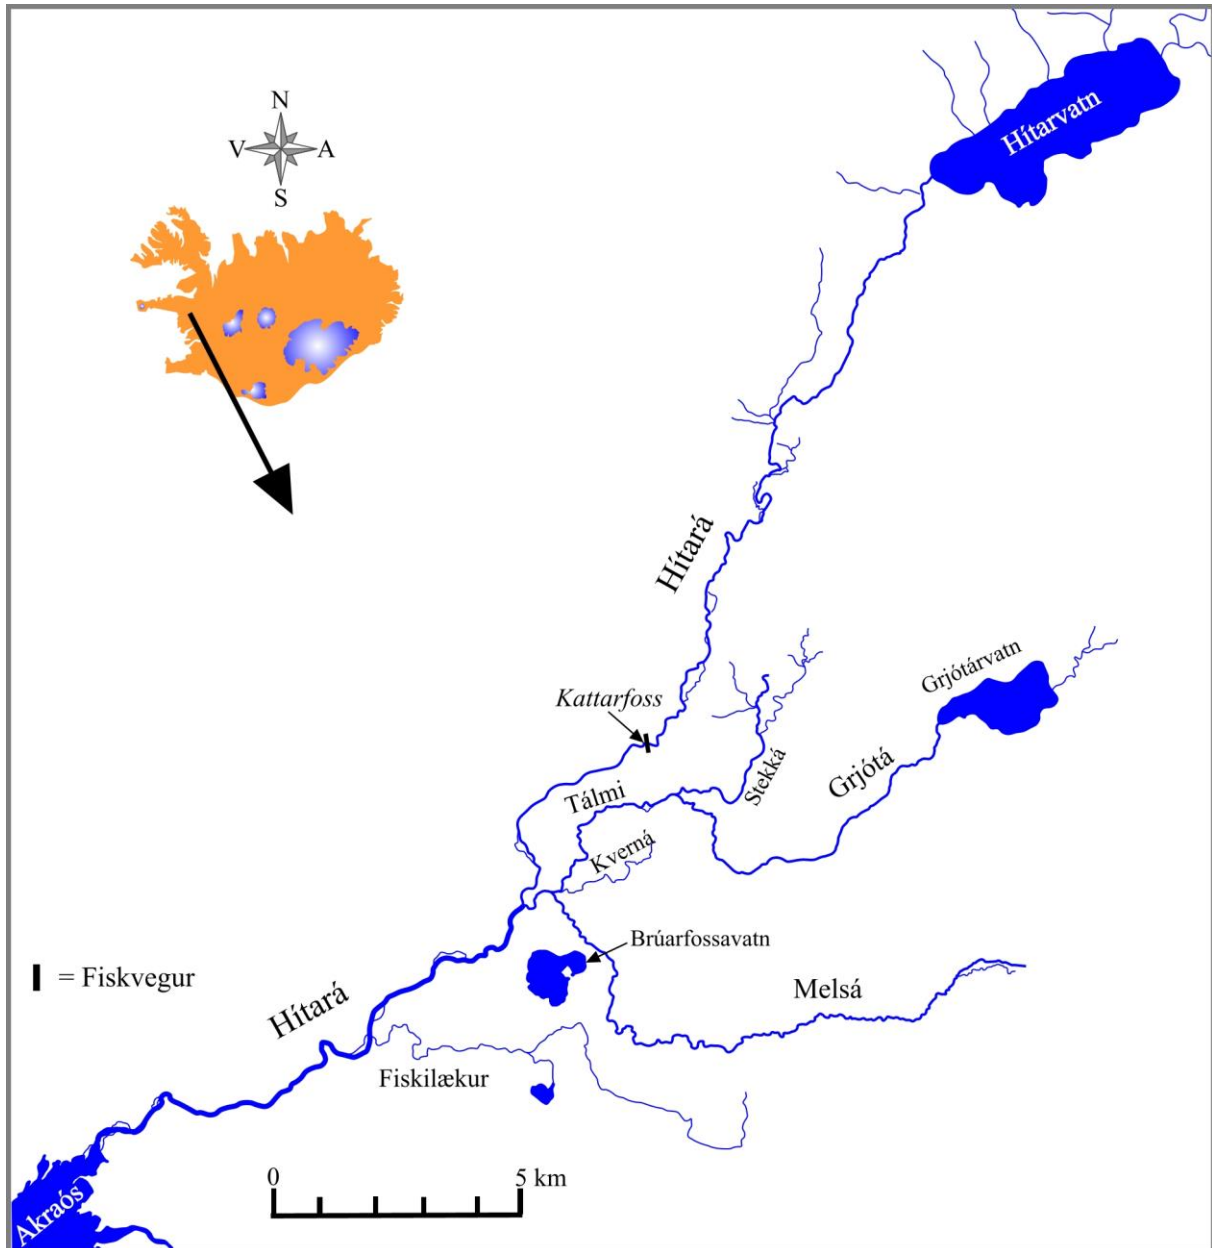 Hítarvatn
N
V
A
S
Hítará
Grjótárvatn
Kattarfoss
Grjótá
Stekká
Tálmi
Kverná
Brúarfossavatn
= Fiskvegur
Melsá
Hítará
Fiskilækur
0
5 km
Akraós